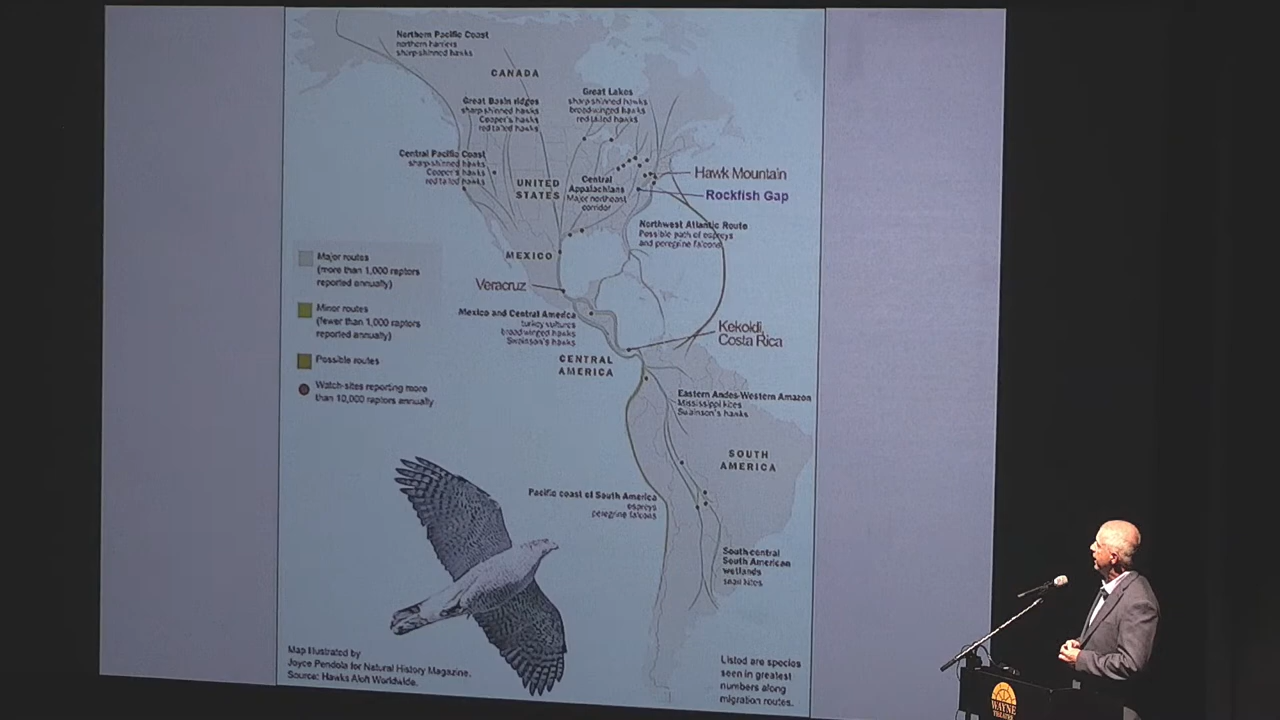 Northern Pacific Coast
northern harriers
sharp-shinned hawks
CANADA
Great Basin ridges
sharp-shinned hawks
Cooper's hawks
red tailed hawks
Great Lakes
sharp-shinned hawks
broad-winged hawks
red tailed hawks
Central Pacific Coast
sharp-shinned hawks
Cooper's hawks
red tailed hawks
UNITED
STATES
Central
Appalachians
Major northeast
corridor
Hawk Mountain
Rockfish Gap
Northwest Atlantic Route
Possible path of ospreys
and peregrine falcons
MEXICO
Veracruz
Major routes
(more than 1,000 raptors
reported annually)
Minor routes
(fewer than 1,000 raptors
reported annually)
Possible routes
Watch-sites reporting more
than 10,000 raptors annually
Mexico and Central America
turkey vultures
broad-winged hawks
Swainson's hawks
Kekoldi,
Costa Rica
CENTRAL
AMERICA
Eastern Andes-Western Amazon
Mississippi kites
Swainson's hawks
SOUTH
AMERICA
Pacific coast of South America
ospreys
peregrine falcons
South-central
South American
wetlands
snail kites
Map illustrated by
Joyce Pendola for Natural History Magazine.
Source: Hawks Aloft Worldwide.
Listed are species
seen in greatest
numbers along
migration routes.
WAYNE
THEATRE